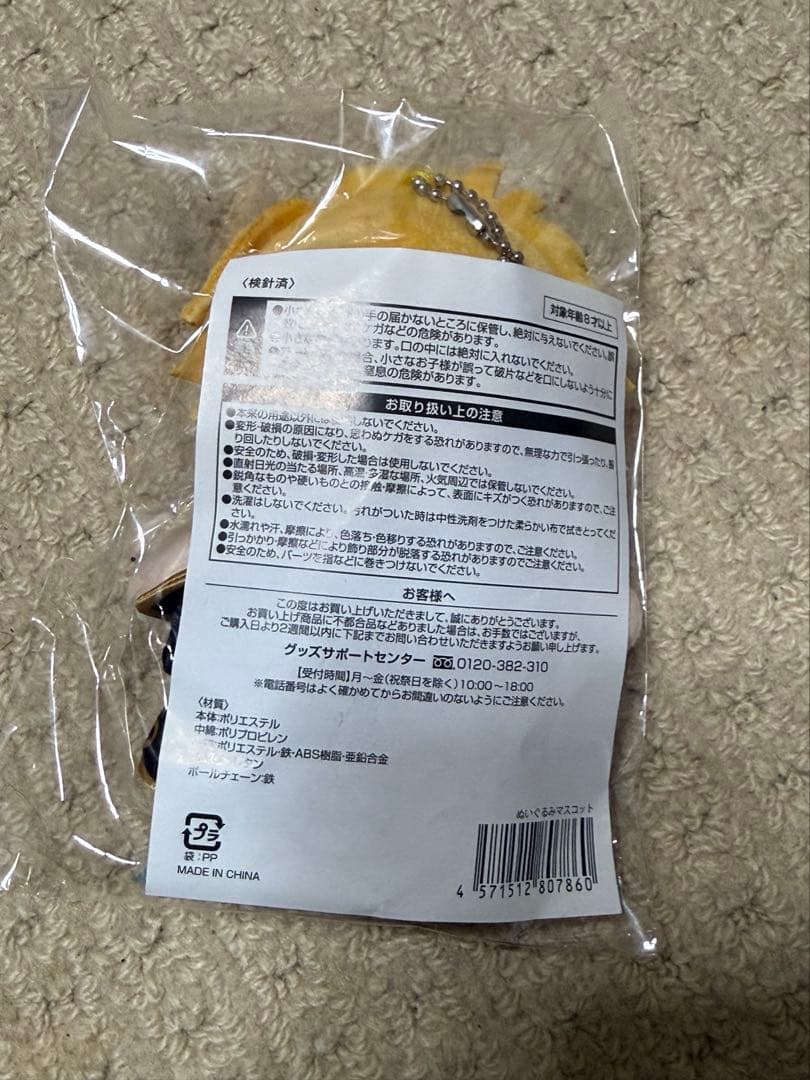 〈検針済〉
対象年齢8才以上
●小 手の届かないところに保管し、絶対に与えないでください。誤
ケガなどの危険があります。
●小さな ります。口の中には絶対に入れないでください。
場合、小さなお子様が誤って破片などを口にしないよう十分に
窒息の危険があります。
お取り扱い上の注意
●本来の用途以外には使用しないでください。
●変形・破損の原因になり、思わぬケガをする恐れがありますので、無理な力で引っ張ったり、振
り回したりしないでください。
●安全のため、破損・変形した場合は使用しないでください。
●直射日光の当たる場所、高温・多湿な場所、火気周辺では保管しないでください。
●鋭角なものや硬いものとの接触・摩擦によって、表面にキズがつく恐れがありますので、ご注
意ください。
●洗濯はしないでください。汚れがついた時は中性洗剤をつけた柔らかい布で拭きとってくだ
さい。
●水濡れや汗、摩擦により、色落ち・色移りする恐れがありますので、ご注意ください。
●引っかかり・摩擦などにより飾り部分が脱落する恐れがありますのでご注意ください。
●安全のため、パーツを指などに巻きつけないでください。
お客様へ
この度はお買い上げいただきまして、誠にありがとうございます。
お買い上げ商品に不都合品などありました場合は、お手数ではございますが、
ご購入日より2週間以内に下記までお問い合わせいただきますようお願い申し上げます。
グッズサポートセンター 0120-382-310
【受付時間】月〜金(祝祭日を除く)10:00〜18:00
※電話番号はよく確かめてからお間違いのないようにご注意ください。
〈材質〉
本体:ポリエステル
中綿:ポリプロピレン
ポリエステル・鉄・ABS樹脂・亜鉛合金
タン
ボールチェーン:鉄
プラ
袋:PP
MADE IN CHINA
ぬいぐるみマスコット
4 571512 807860